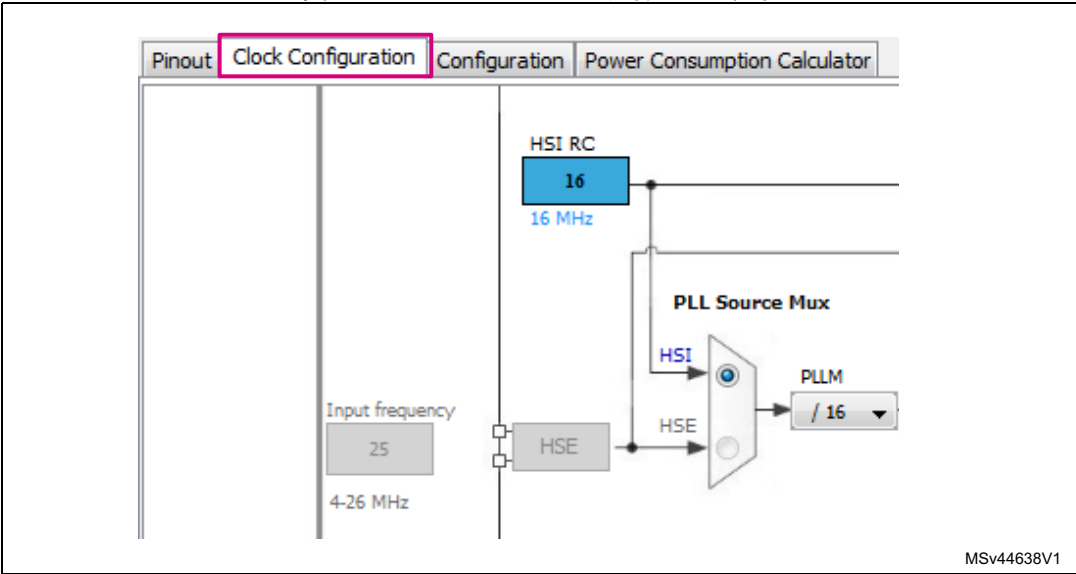 Pinout Clock Configuration Configuration Power Consumption Calculator
HSI RC
16
16 MHz
PLL Source Mux
HSI
PLLM
/ 16
Input frequency
25
HSE
HSE
4-26 MHz
MSv44638V1